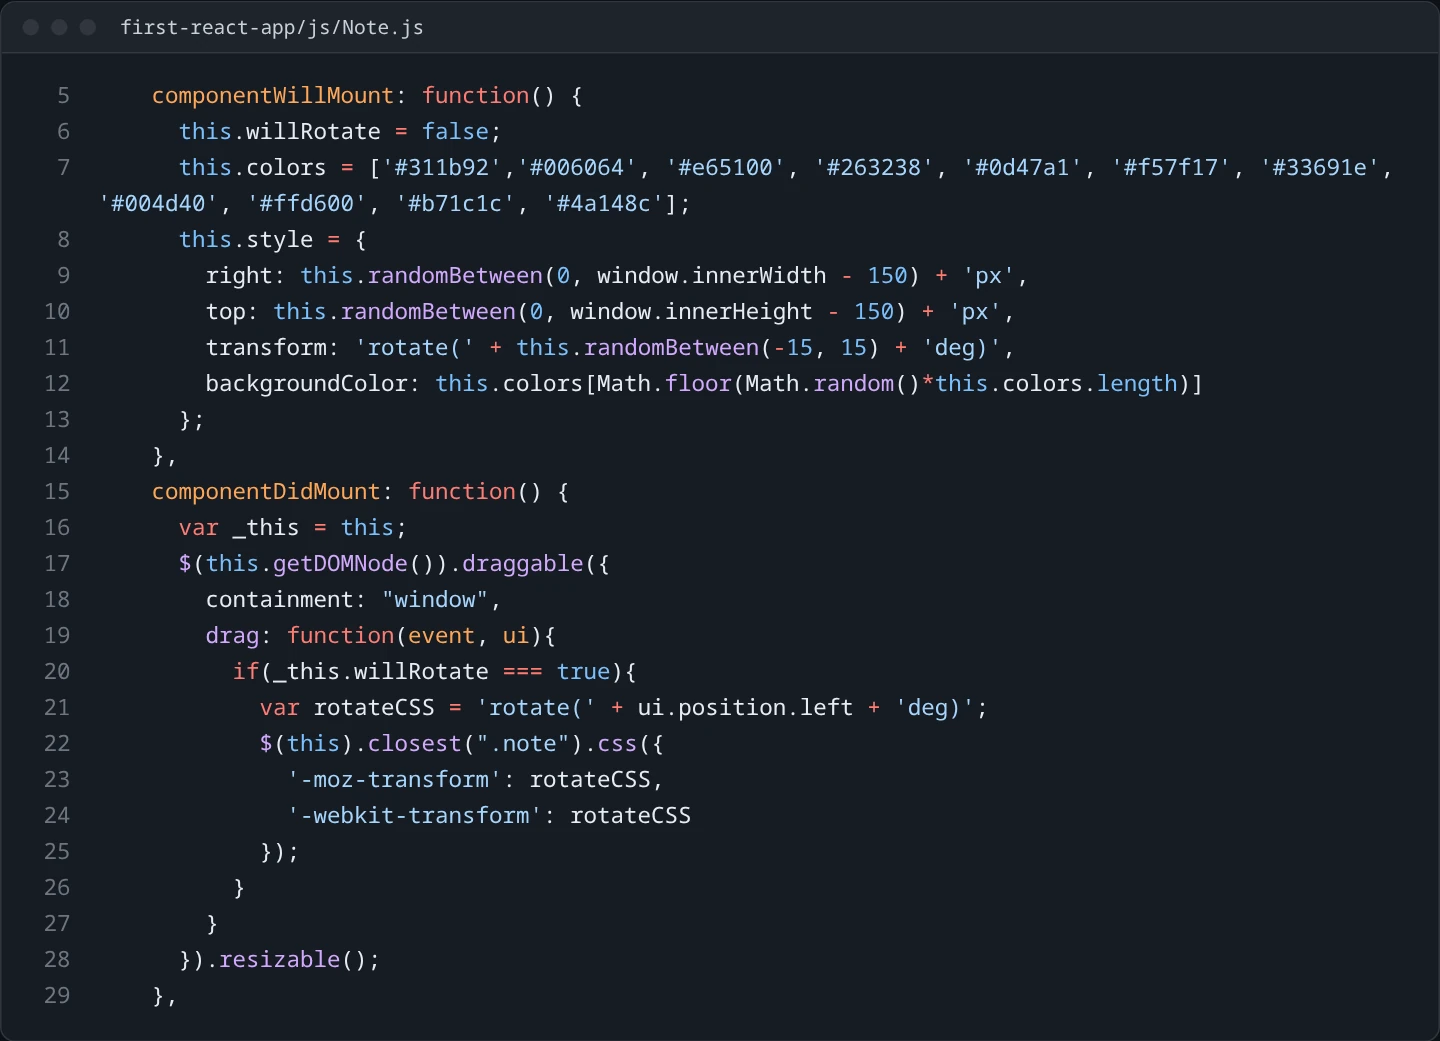 first-react-app/js/Note.js
5 componentWillMount: function() {
6 this.willRotate = false;
7 this.colors = ['#311b92','#006064', '#e65100', '#263238', '#0d47a1', '#f57f17', '#33691e',
'#004d40', '#ffd600', '#b71c1c', '#4a148c'];
8 this.style = {
9 right: this.randomBetween(0, window.innerWidth - 150) + 'px',
10 top: this.randomBetween(0, window.innerHeight - 150) + 'px',
11 transform: 'rotate(' + this.randomBetween(-15, 15) + 'deg)',
12 backgroundColor: this.colors[Math.floor(Math.random()*this.colors.length)]
13 };
14 },
15 componentDidMount: function() {
16 var _this = this;
17 $(this.getDOMNode()).draggable({
18 containment: "window",
19 drag: function(event, ui){
20 if(_this.willRotate === true){
21 var rotateCSS = 'rotate(' + ui.position.left + 'deg)';
22 $(this).closest(".note").css({
23 '-moz-transform': rotateCSS,
24 '-webkit-transform': rotateCSS
25 });
26 }
27 }
28 }).resizable();
29 },